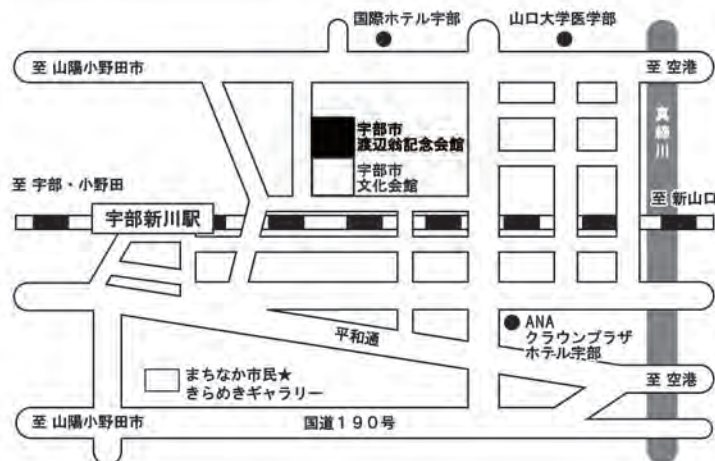 国際ホテル宇部
山口大学医学部
至 山陽小野田市
至 空港
宇部市
渡辺翁記念会館
宇部市
文化会館
真締川
至 宇部・小野田
宇部新川駅
至 新山口
平和通
ANA
クラウンプラザ
ホテル宇部
まちなか市民★
きらめきギャラリー
至 空港
至 山陽小野田市
国道190号